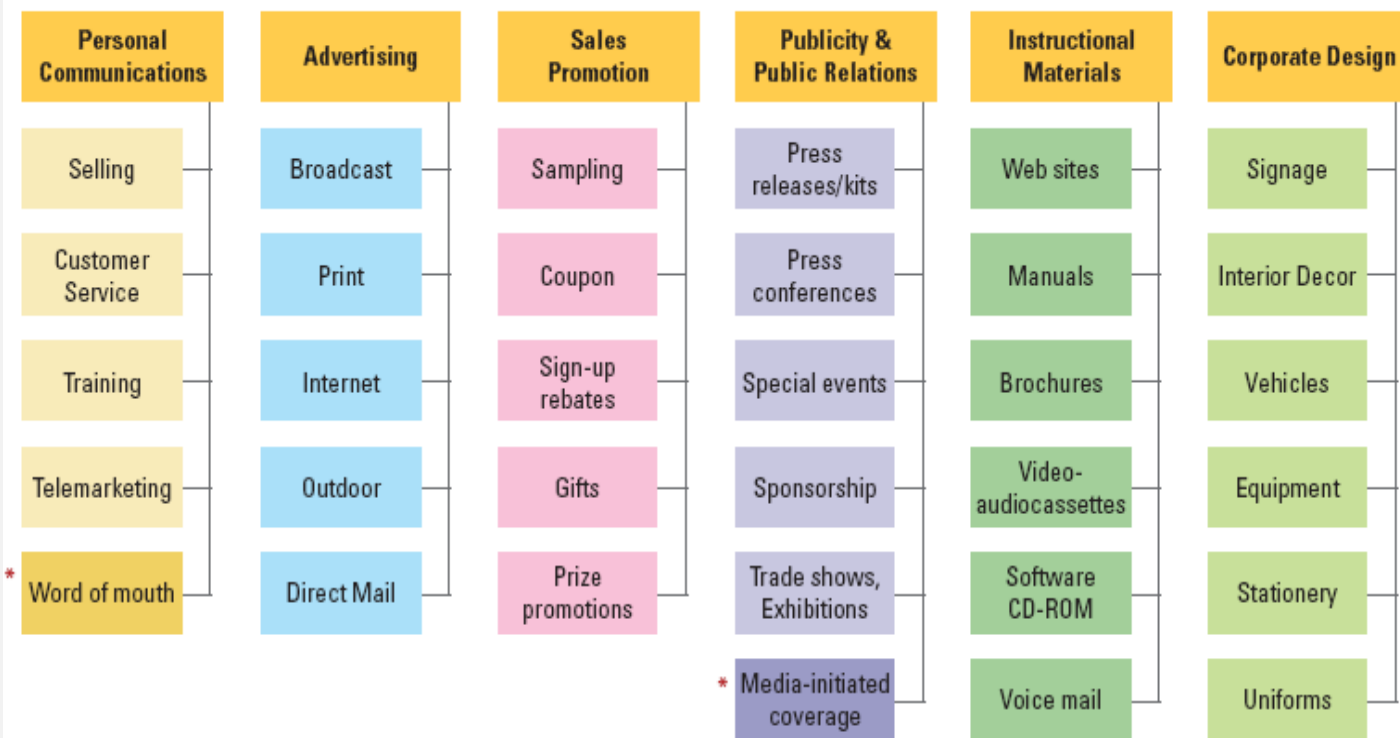 Personal
Communications
Selling
Customer
Service
Training
Telemarketing
* Word of mouth
Advertising
Broadcast
Print
Internet
Outdoor
Direct Mail
Sales
Promotion
Sampling
Coupon
Sign-up
rebates
Gifts
Prize
promotions
Publicity &
Public Relations
Press
releases/kits
Press
conferences
Special events
Sponsorship
Trade shows,
Exhibitions
* Media-initiated
coverage
Instructional
Materials
Web sites
Manuals
Brochures
Video-
audiocassettes
Software
CD-ROM
Voice mail
Corporate Design
Signage
Interior Decor
Vehicles
Equipment
Stationery
Uniforms